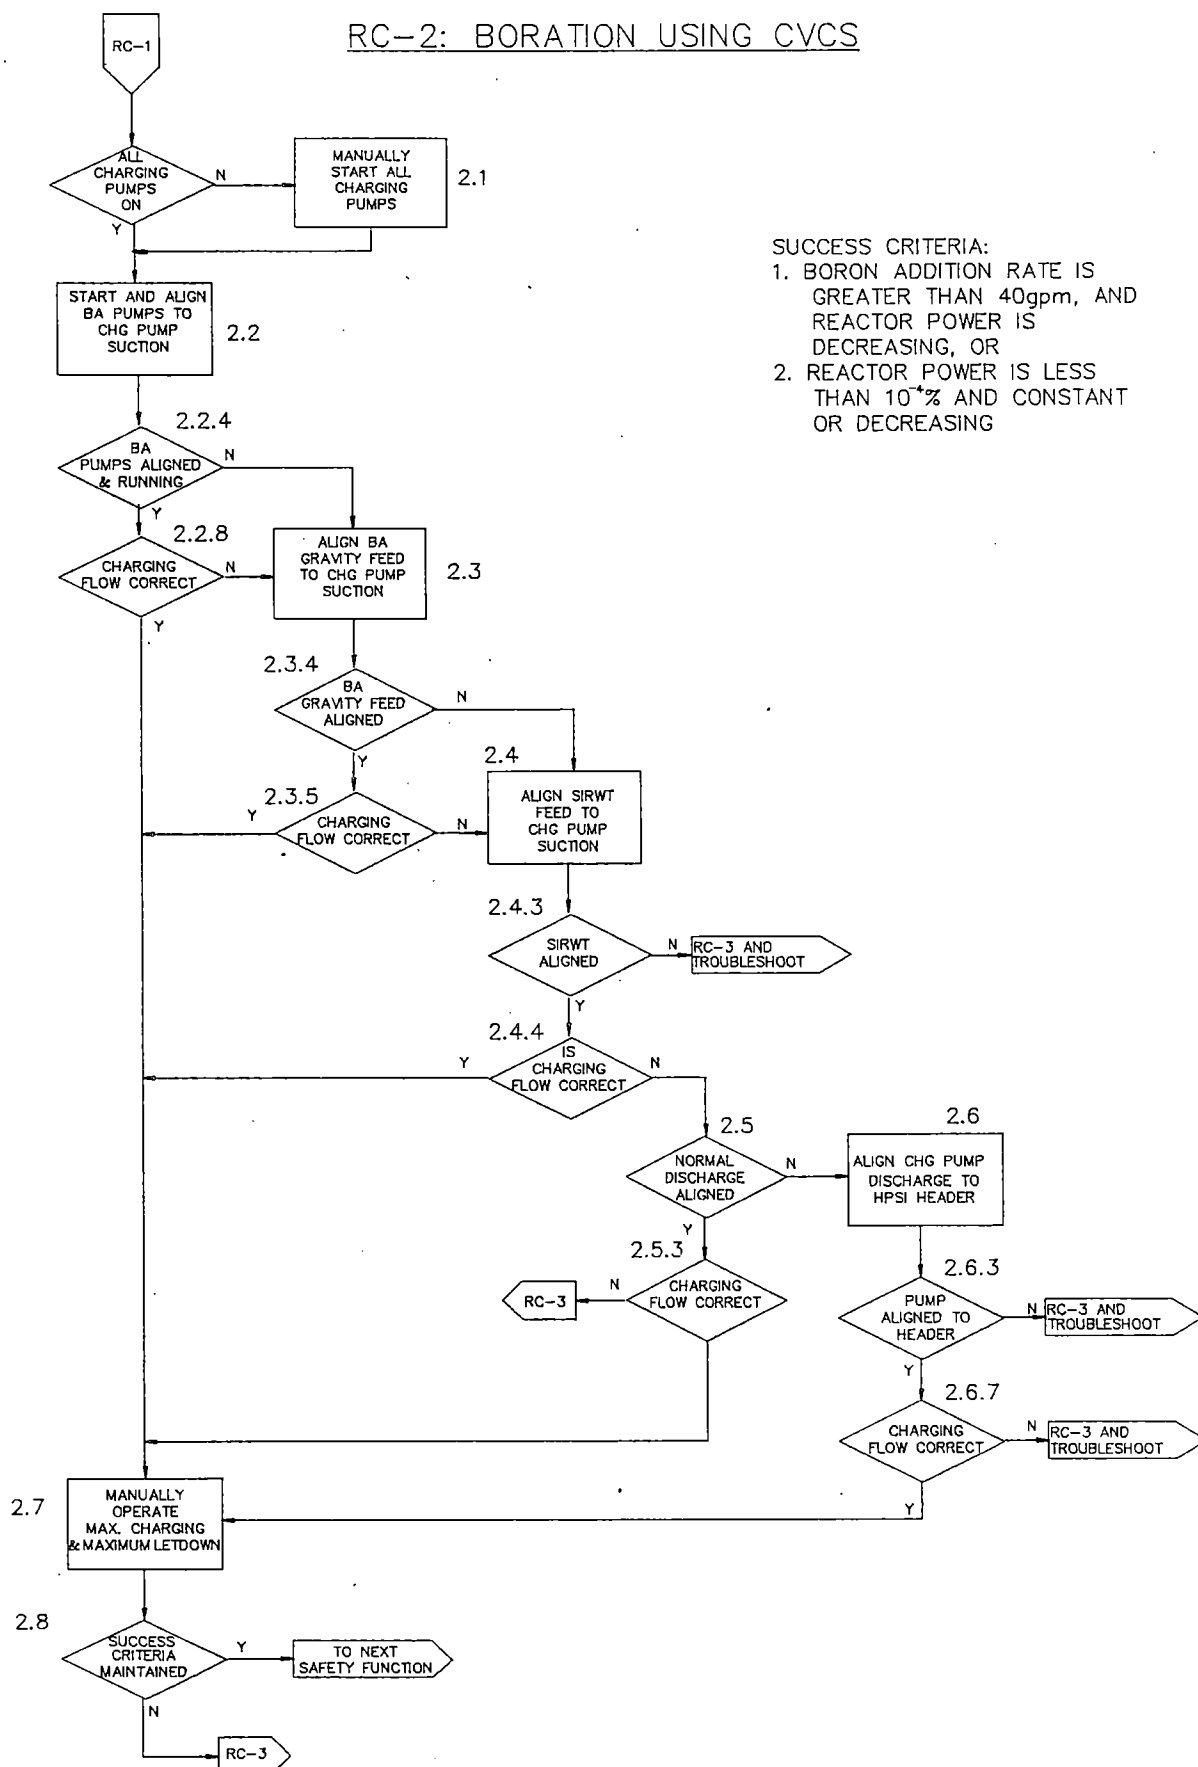 RC-2: BORATION USING CVCS
RC-1
ALL
CHARGING
PUMPS
ON
N
Y
MANUALLY
START ALL
CHARGING
PUMPS
2.1
SUCCESS CRITERIA:
1. BORON ADDITION RATE IS
GREATER THAN 40gpm, AND
REACTOR POWER IS
DECREASING, OR
2. REACTOR POWER IS LESS
THAN 10⁻⁴% AND CONSTANT
OR DECREASING
START AND ALIGN
BA PUMPS TO
CHG PUMP
SUCTION
2.2
2.2.4
BA
PUMPS ALIGNED
& RUNNING
N
Y
2.2.8
CHARGING
FLOW CORRECT
N
Y
ALIGN BA
GRAVITY FEED
TO CHG PUMP
SUCTION
2.3
2.3.4
BA
GRAVITY FEED
ALIGNED
N
Y
2.3.5
CHARGING
FLOW CORRECT
Y
N
2.4
ALIGN SIRWT
FEED TO
CHG PUMP
SUCTION
2.4.3
SIRWT
ALIGNED
N
Y
RC-3 AND
TROUBLESHOOT
2.4.4
IS
CHARGING
FLOW CORRECT
Y
N
2.5
NORMAL
DISCHARGE
ALIGNED
N
Y
2.6
ALIGN CHG PUMP
DISCHARGE TO
HPSI HEADER
2.5.3
CHARGING
FLOW CORRECT
N
RC-3
2.6.3
PUMP
ALIGNED TO
HEADER
N
Y
RC-3 AND
TROUBLESHOOT
2.6.7
CHARGING
FLOW CORRECT
N
Y
RC-3 AND
TROUBLESHOOT
2.7
MANUALLY
OPERATE
MAX. CHARGING
& MAXIMUM LETDOWN
2.8
SUCCESS
CRITERIA
MAINTAINED
Y
N
TO NEXT
SAFETY FUNCTION
RC-3